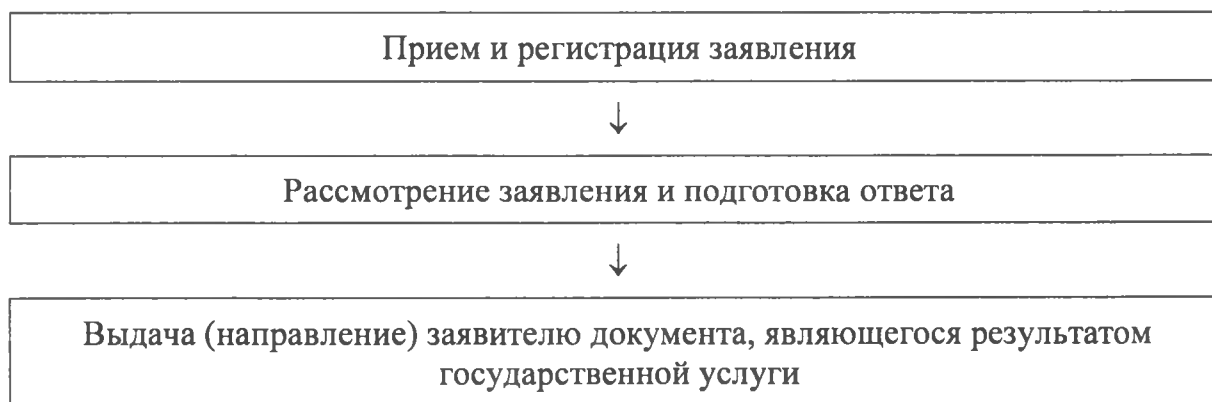 Прием и регистрация заявления
↓
Рассмотрение заявления и подготовка ответа
↓
Выдача (направление) заявителю документа, являющегося результатом
государственной услуги